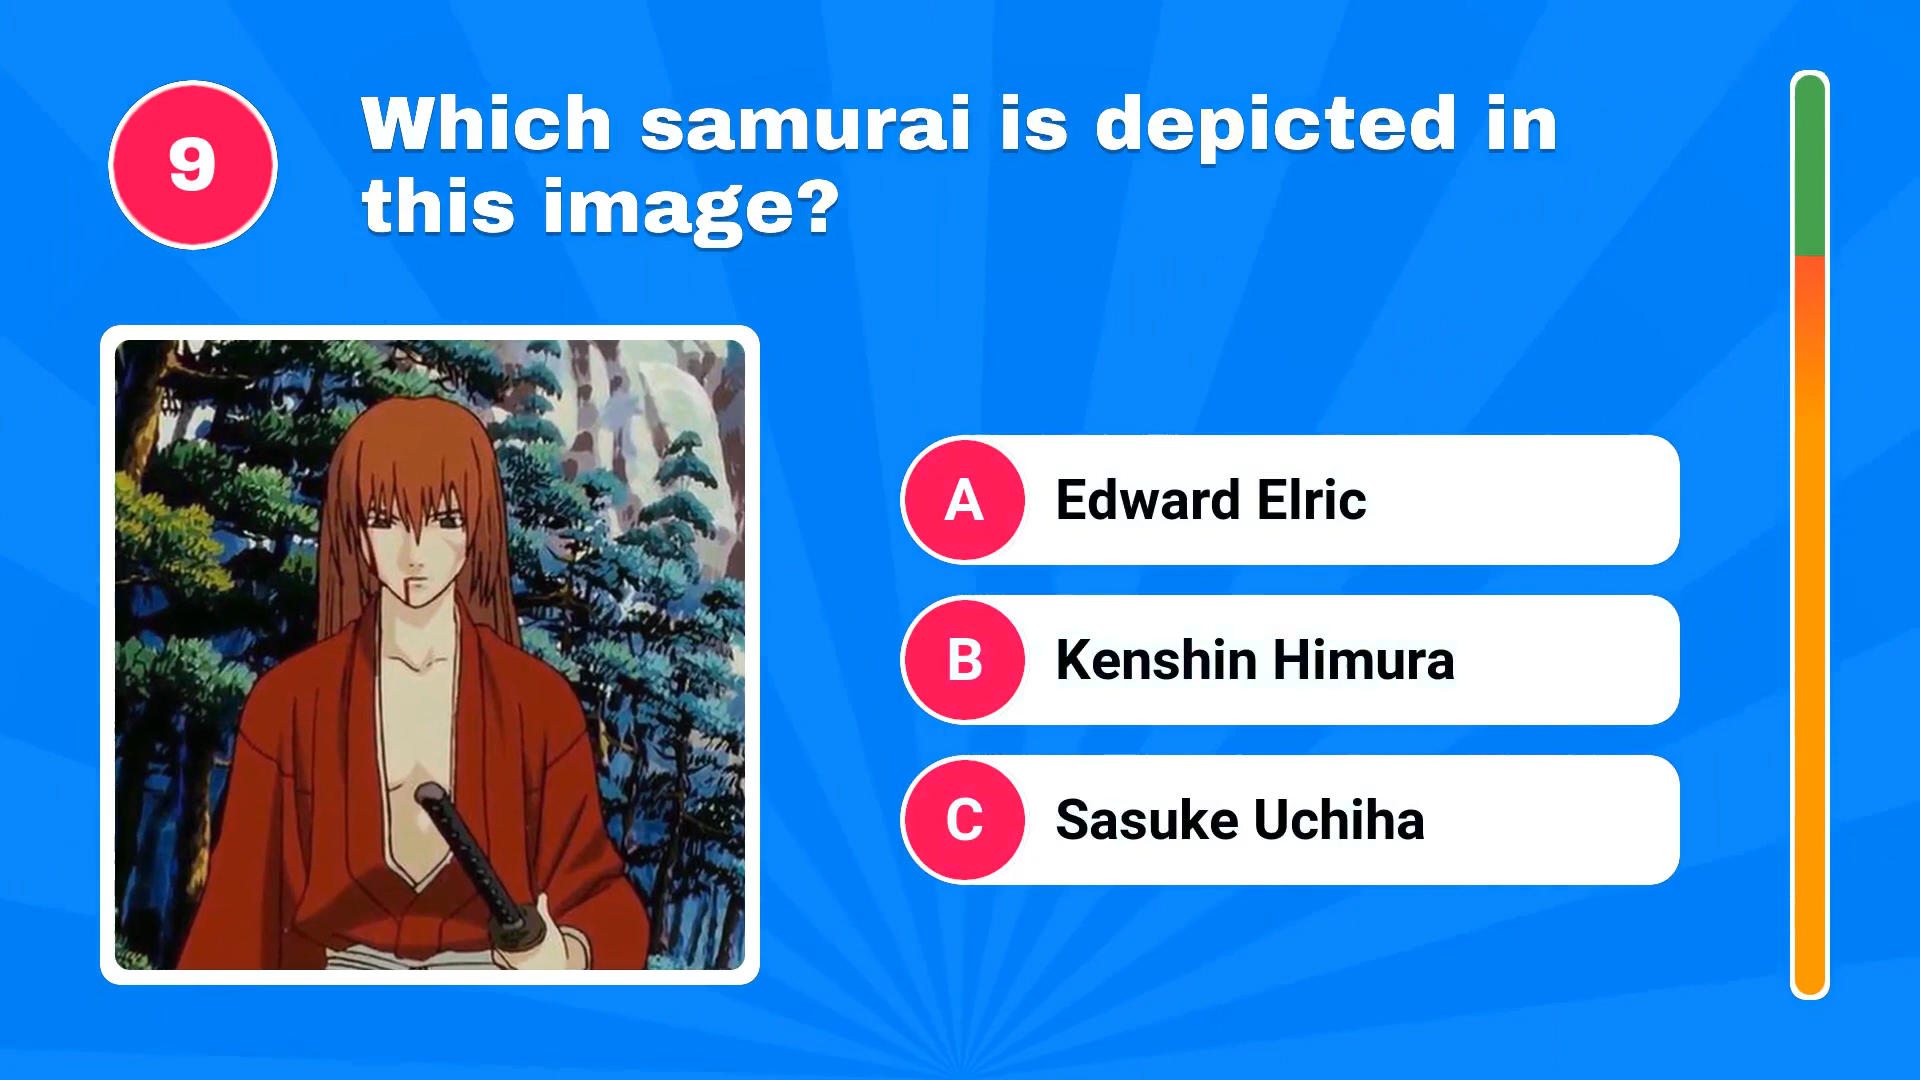 9
Which samurai is depicted in
this image?
A
Edward Elric
B
Kenshin Himura
C
Sasuke Uchiha